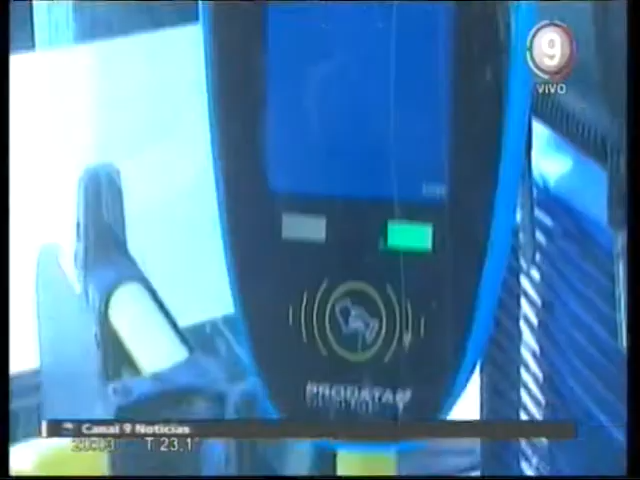 9
VIVO
PRODATA
Canal 9 Noticias
T 23.1°